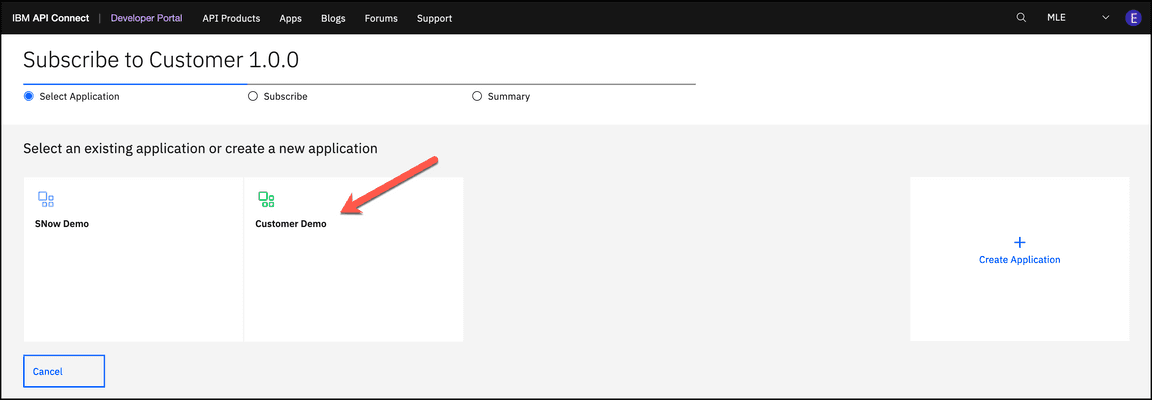 IBM API Connect | Developer Portal API Products Apps Blogs Forums Support MLE E
Subscribe to Customer 1.0.0
Select Application Subscribe Summary
Select an existing application or create a new application
SNow Demo Customer Demo
Create Application
Cancel